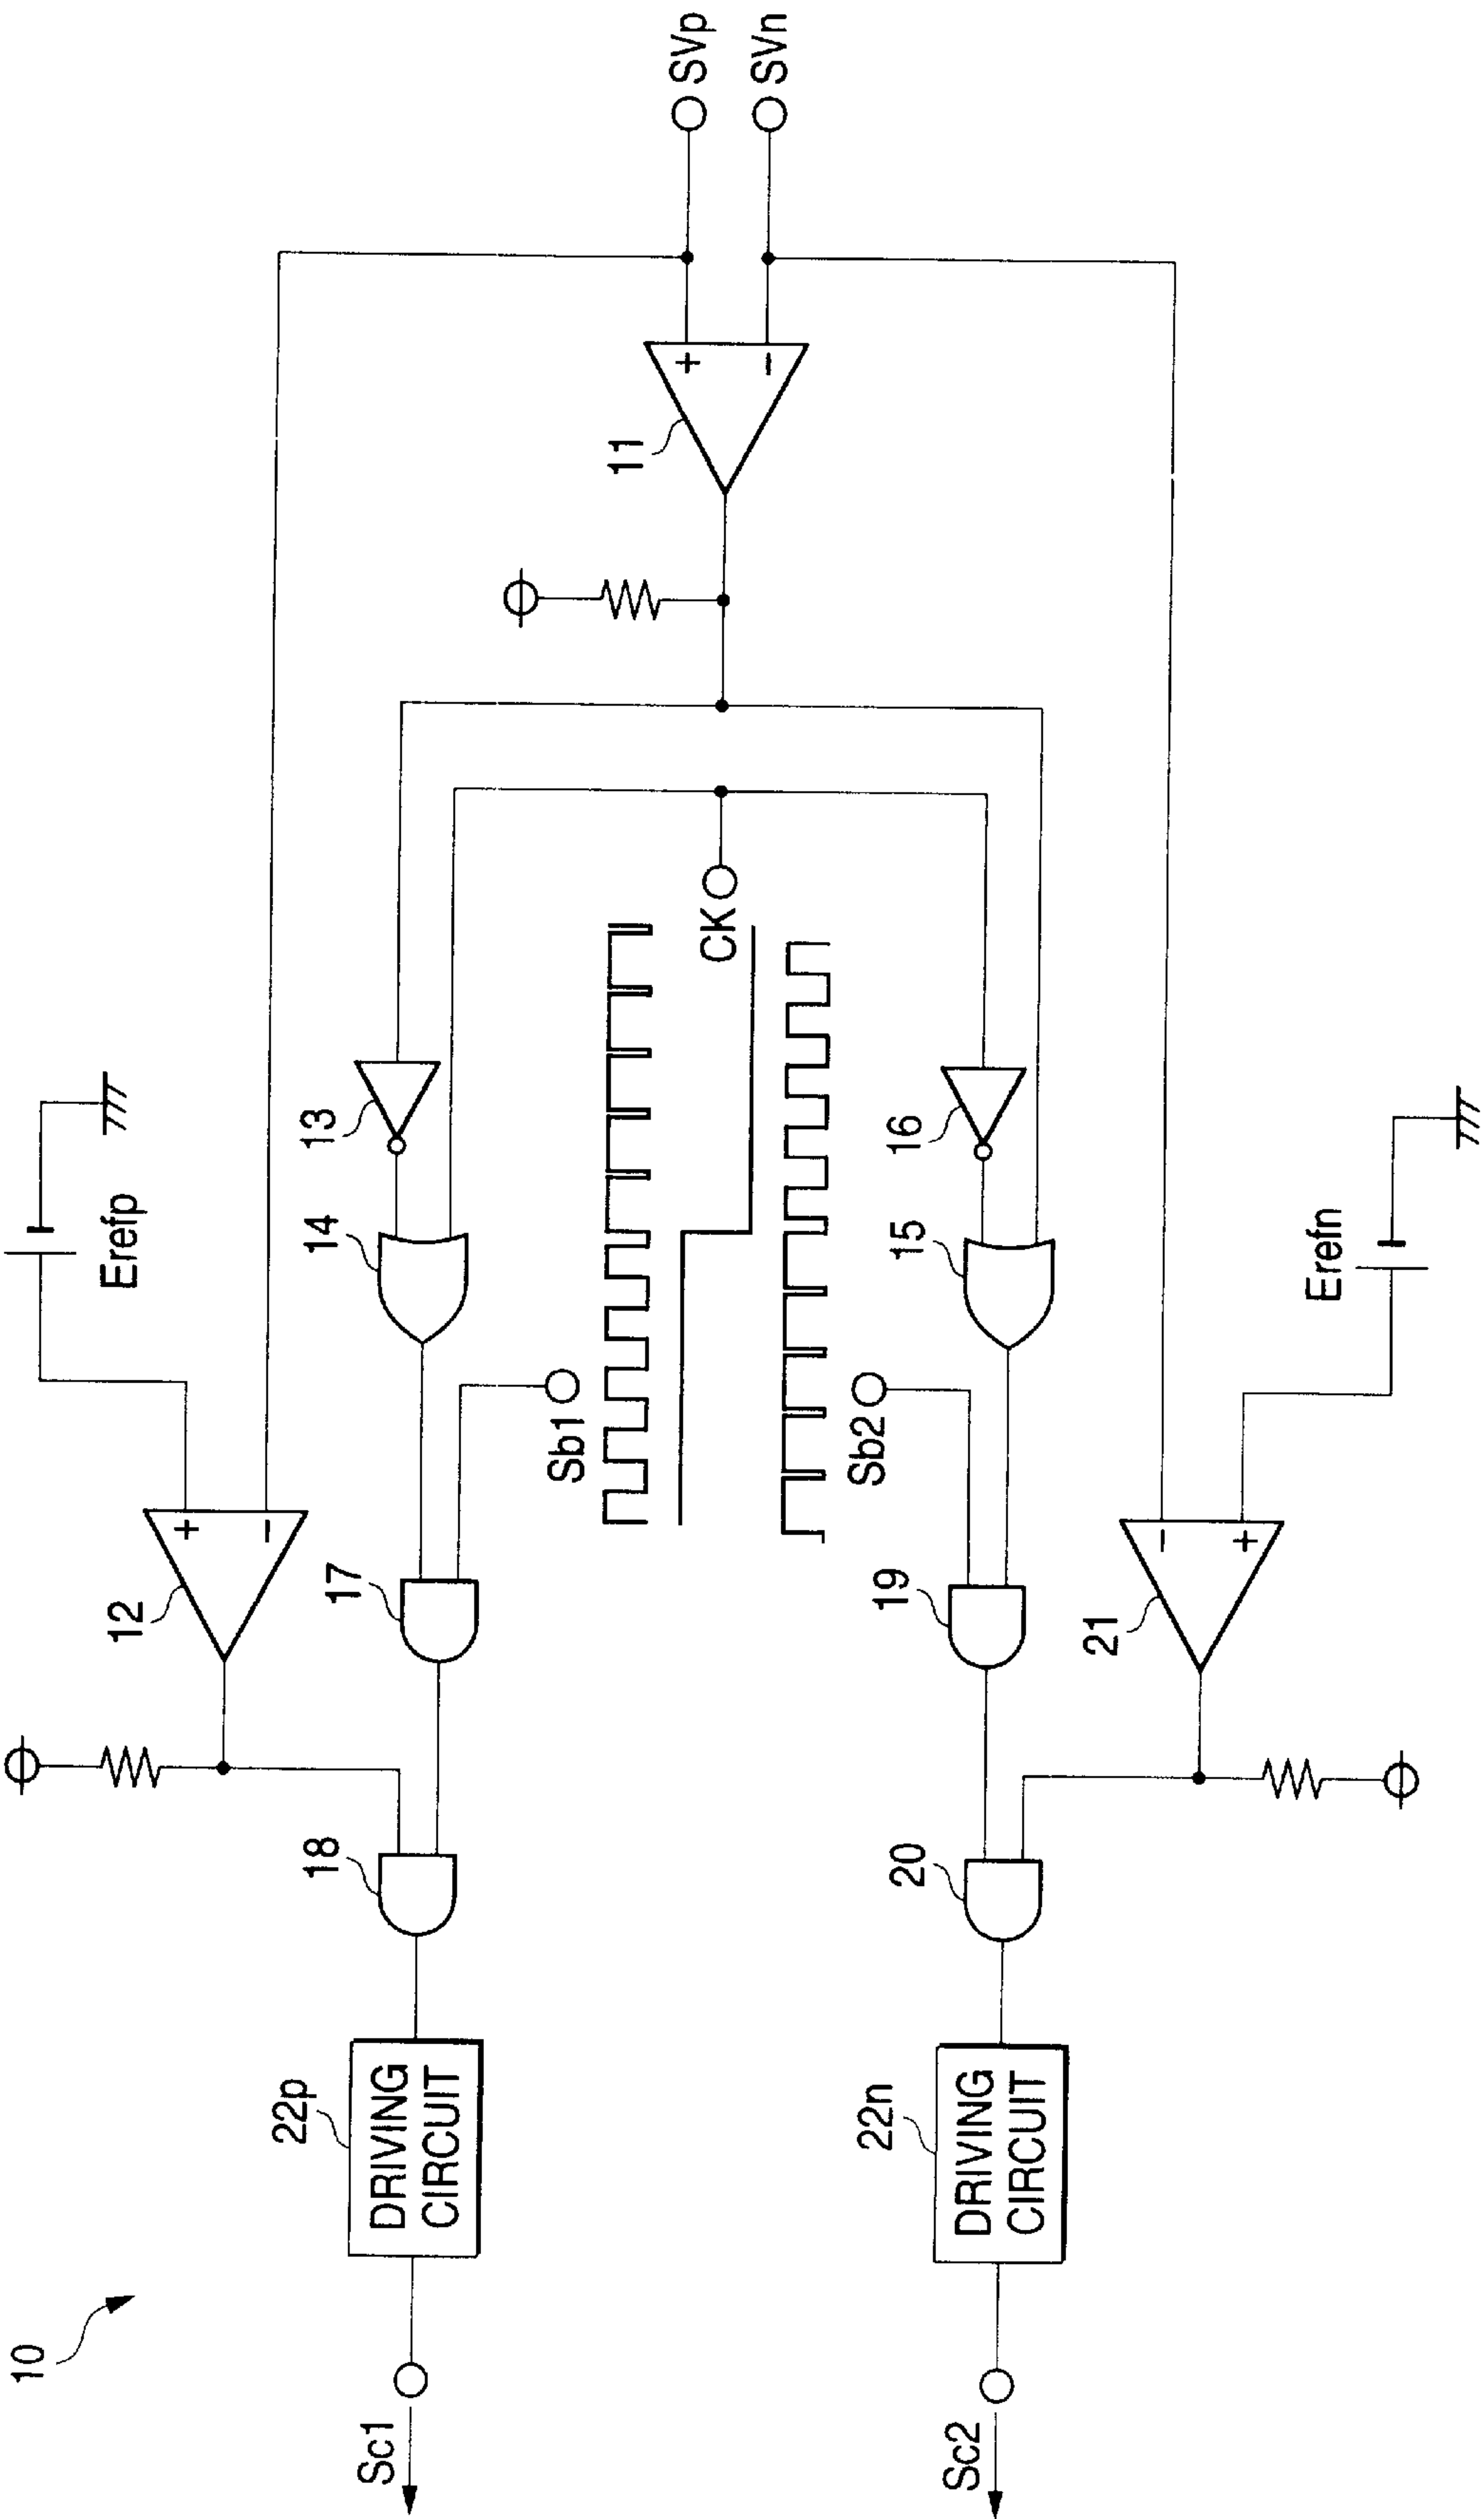 10
Sc1
22p
DRIVING
CIRCUIT
18
12
+
−
17
Sb1
Erefp
14
13
CK
11
+
−
SVp
SVn
Sc2
22n
DRIVING
CIRCUIT
20
19
Sb2
21
−
+
15
16
Erefn